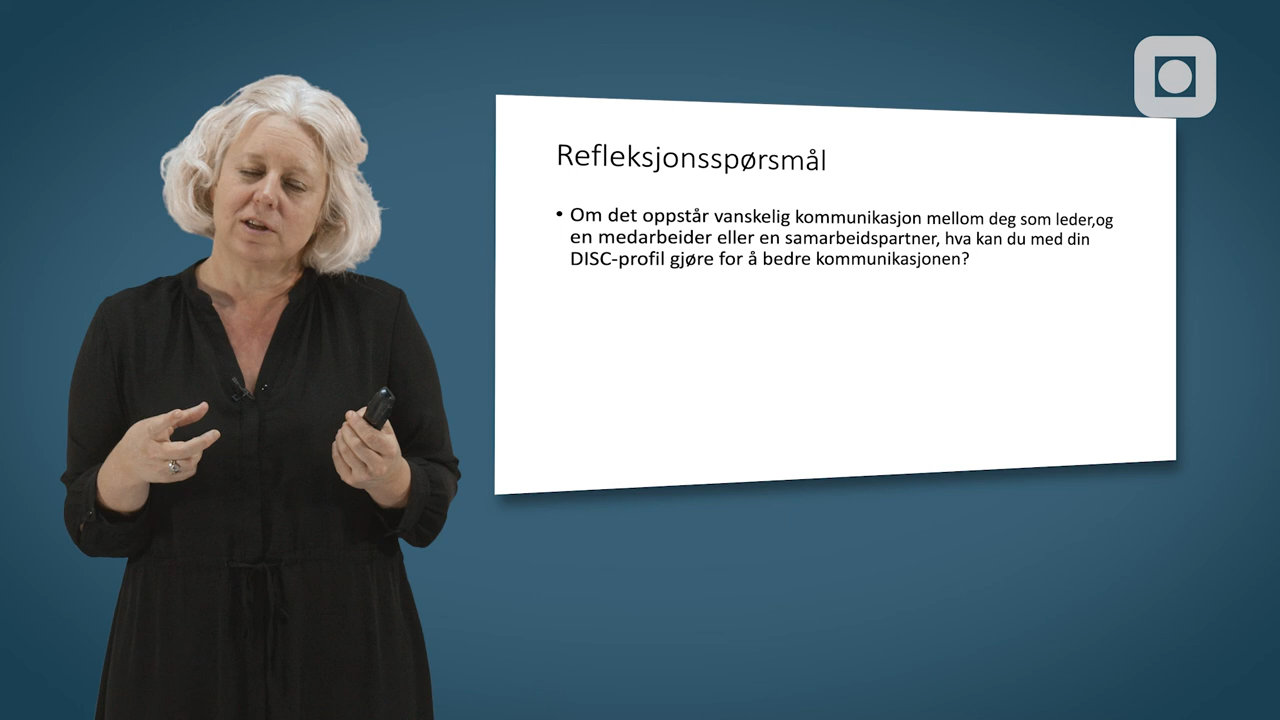 Refleksjonsspørsmål
• Om det oppstår vanskelig kommunikasjon mellom deg som leder,og
en medarbeider eller en samarbeidspartner, hva kan du med din
DISC-profil gjøre for å bedre kommunikasjonen?